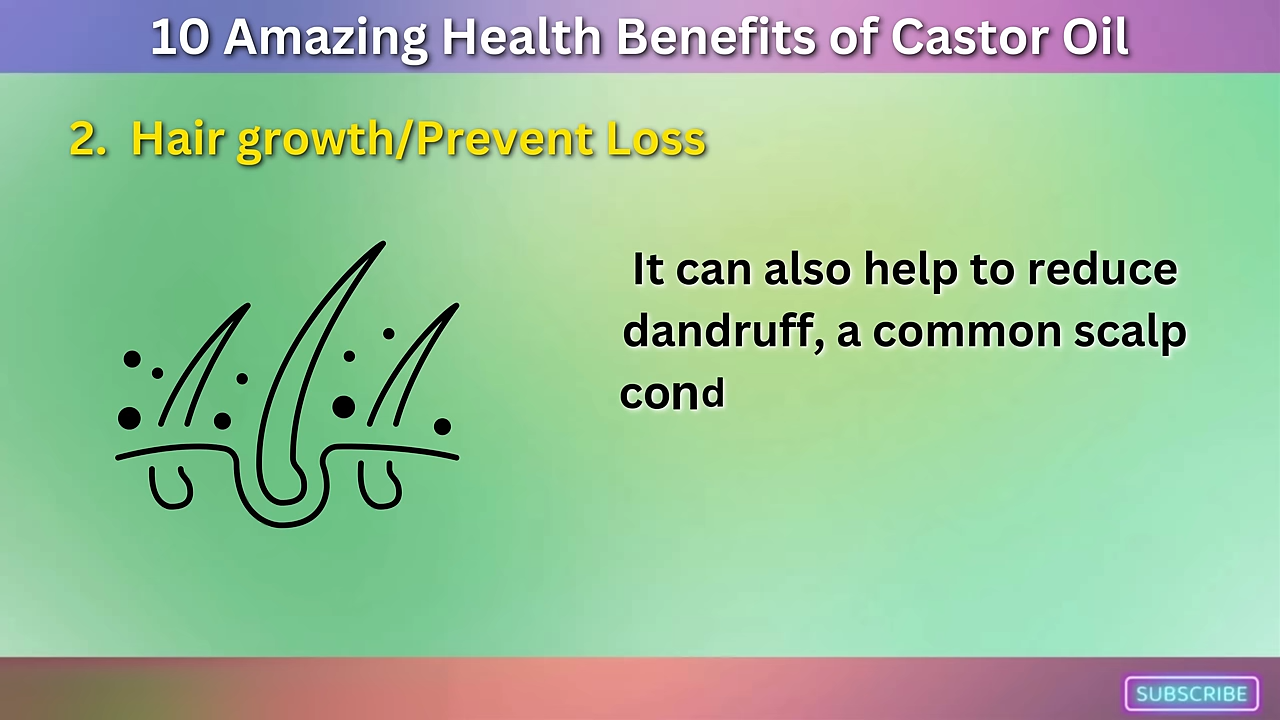 10 Amazing Health Benefits of Castor Oil
2. Hair growth/Prevent Loss
It can also help to reduce
dandruff, a common scalp
cond
SUBSCRIBE